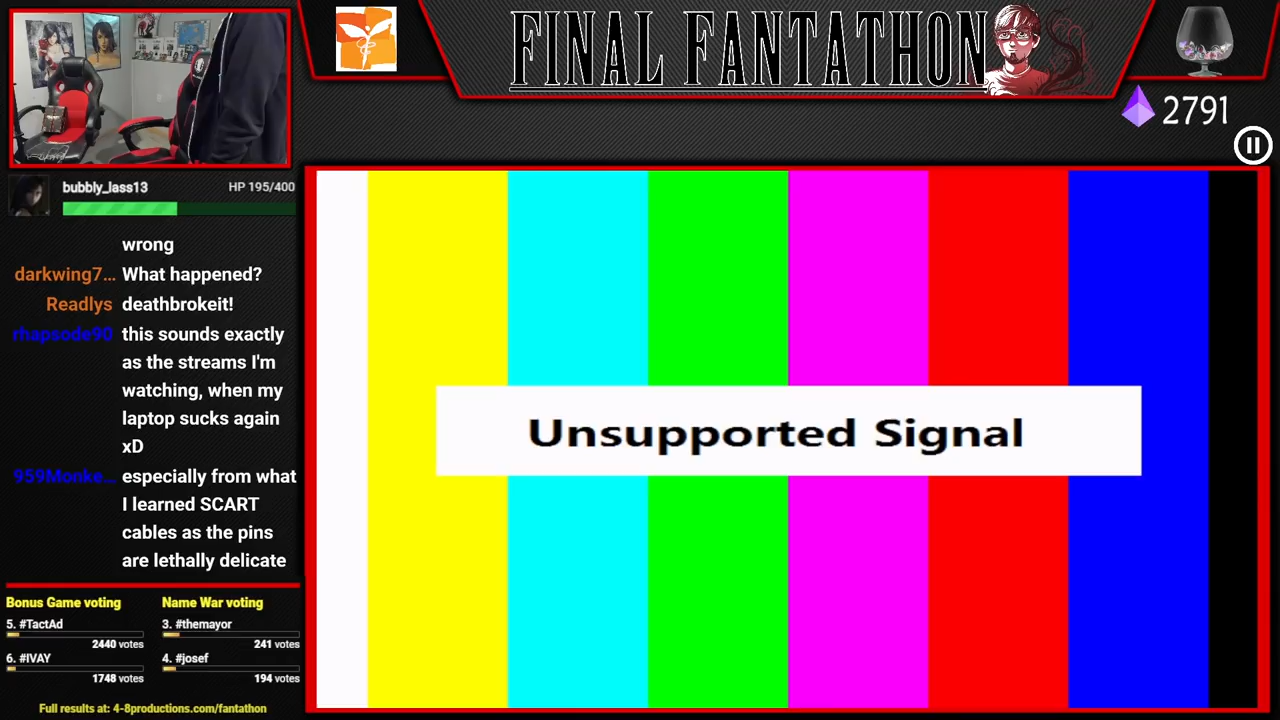 FINAL FANTATHON
2791
bubbly_lass13 HP 195/400
wrong
darkwing7... What happened?
Readlys deathbrokeit!
rhapsode90 this sounds exactly
as the streams I'm
watching, when my
laptop sucks again
xD
959Monke... especially from what
I learned SCART
cables as the pins
are lethally delicate
Unsupported Signal
Bonus Game voting
5. #TactAd
2440 votes
6. #IVAY
1748 votes
Name War voting
3. #themayor
241 votes
4. #josef
194 votes
Full results at: 4-8productions.com/fantathon